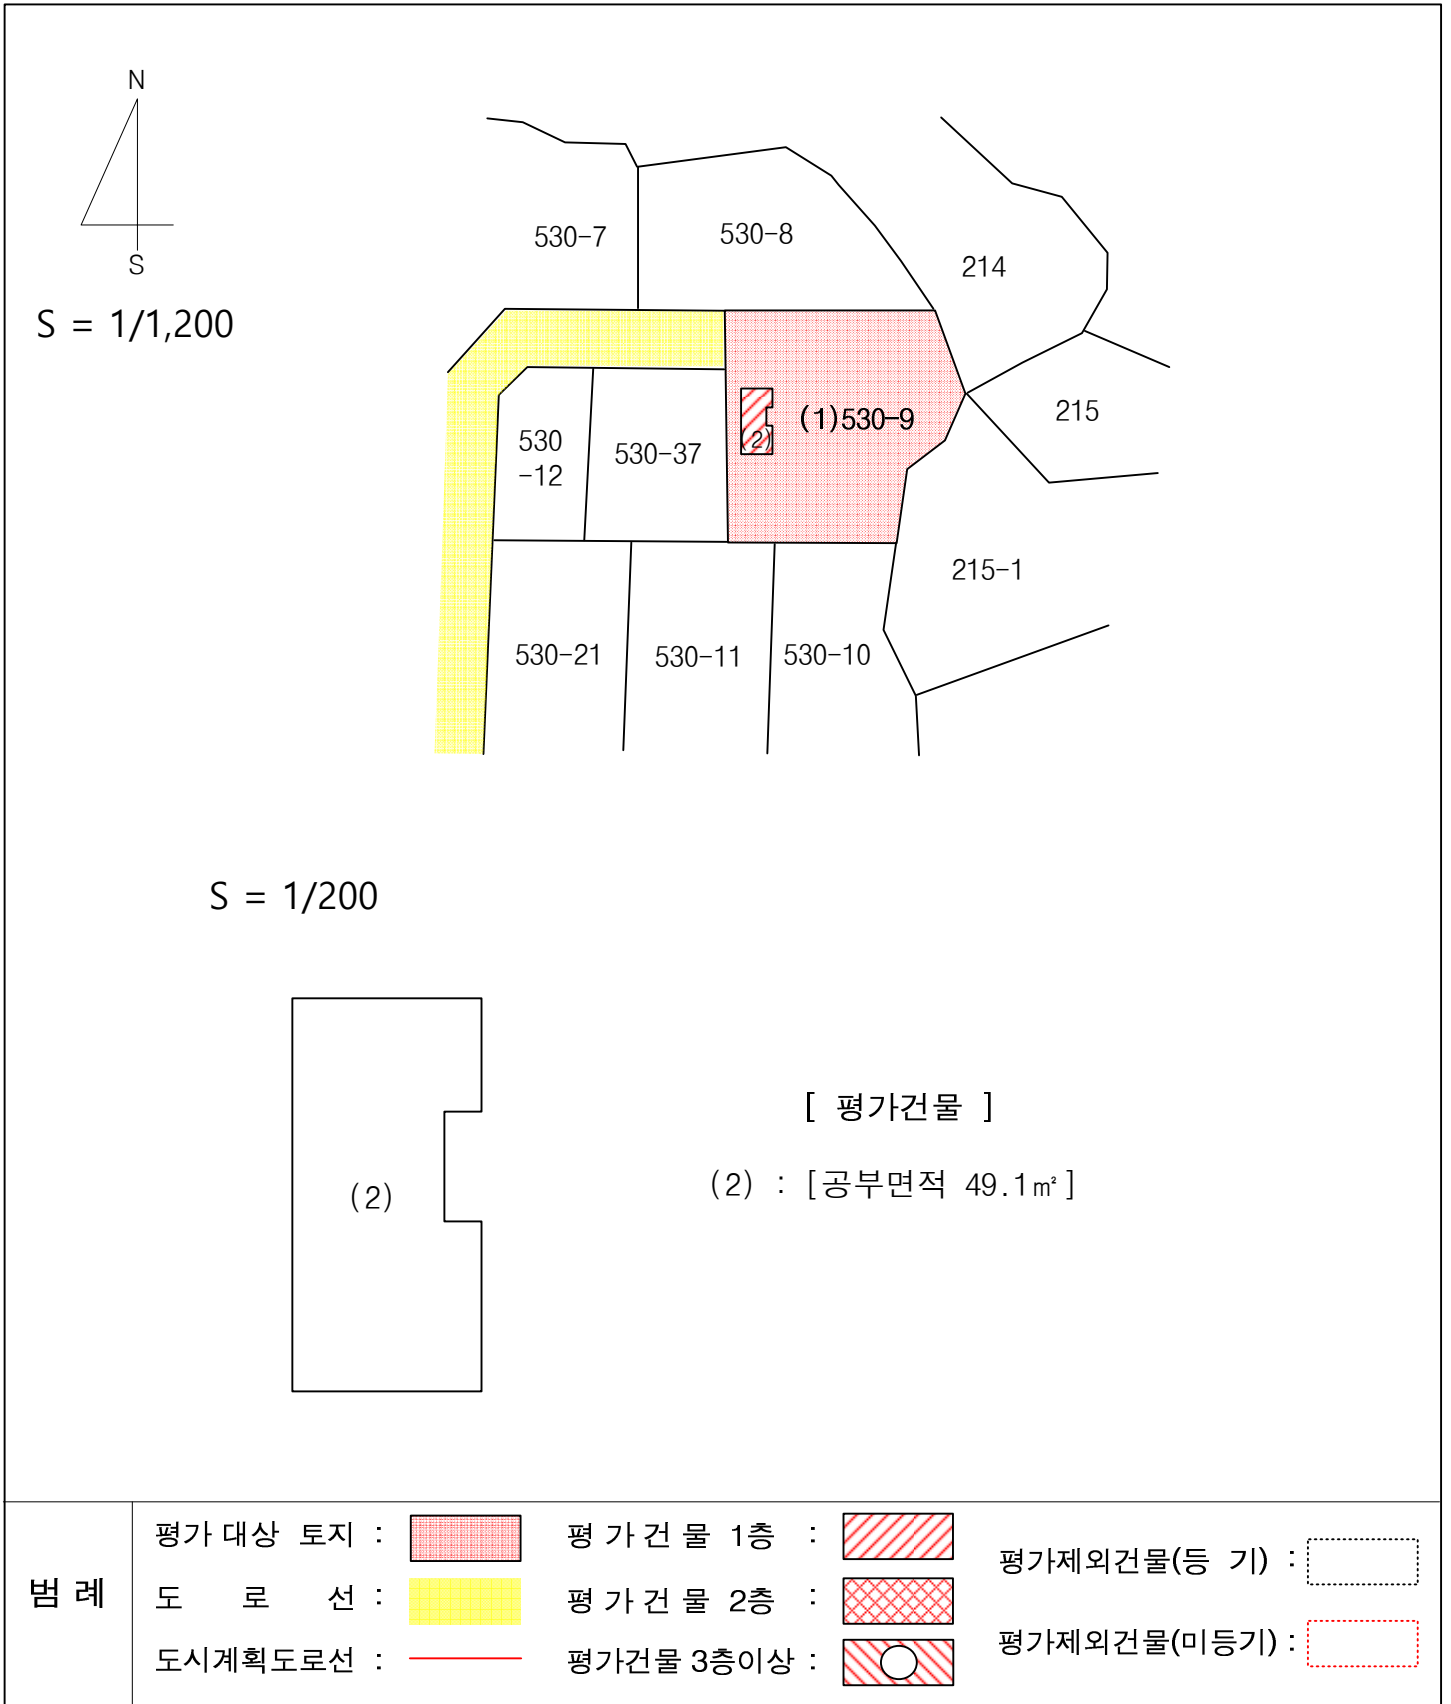 N
S
S = 1/1,200
530-7
530-8
214
(1)530-9
(2)
215
530
-12
530-37
215-1
530-21
530-11
530-10
S = 1/200
(2)
[ 평가건물 ]
(2) : [공부면적 49.1㎡]
범 례
평가 대상 토지 :
도 로 선 :
도시계획도로선 :
평 가 건 물 1층 :
평 가 건 물 2층 :
평가건물 3층이상 :
평가제외건물(등 기) :
평가제외건물(미등기) :